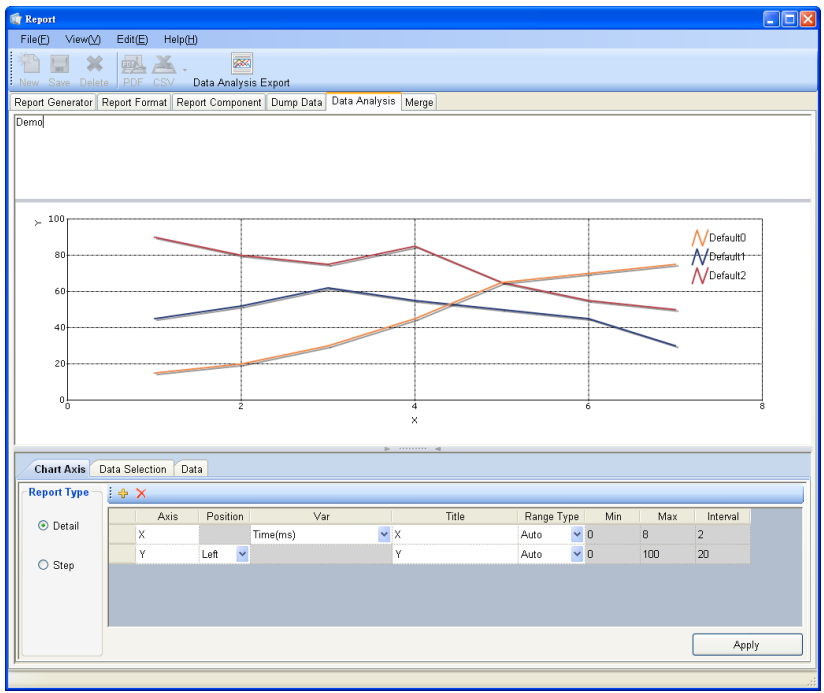 Report
File(F) View(V) Edit(E) Help(H)
New Save Delete PDF CSV Data Analysis Export
Report Generator Report Format Report Component Dump Data Data Analysis Merge
Demo
Y
100
80
60
40
20
0
0 2 4 6 8
X
Default0
Default1
Default2
Chart Axis Data Selection Data
Report Type
Detail
Step
Axis Position Var Title Range Type Min Max Interval
X Time(ms) X Auto 0 8 2
Y Left Y Auto 0 100 20
Apply